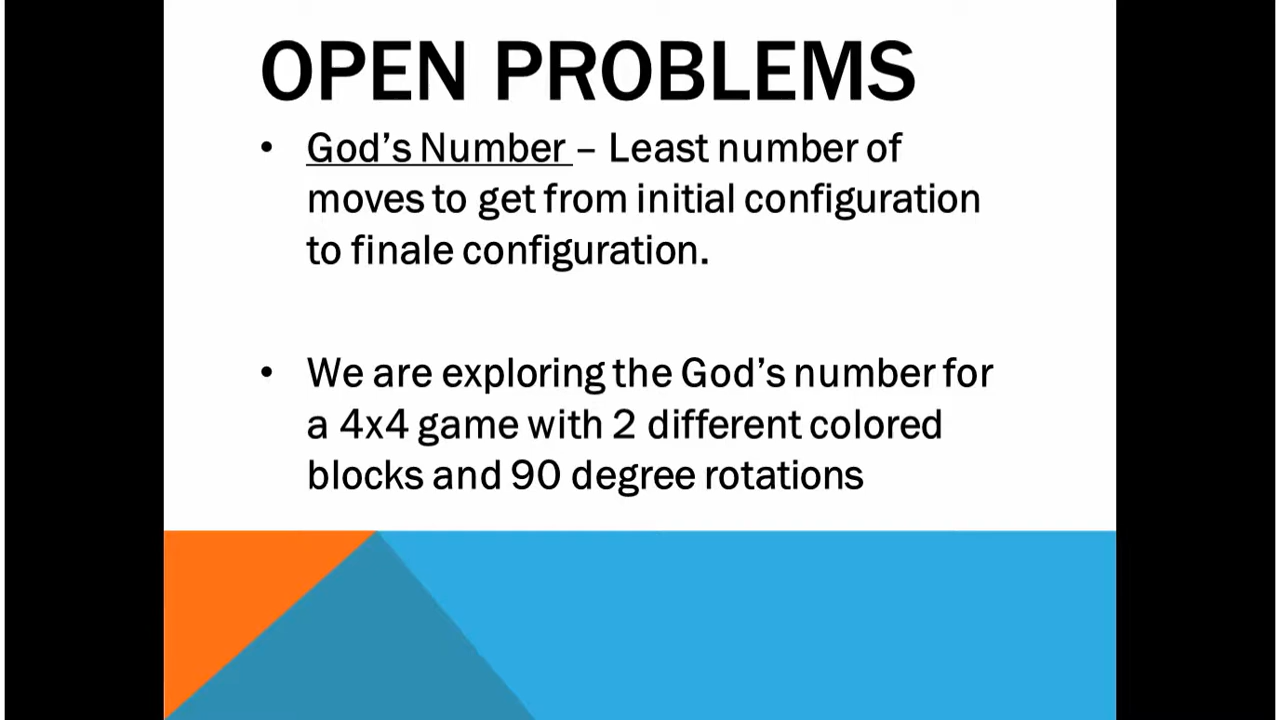 OPEN PROBLEMS
• God's Number – Least number of
moves to get from initial configuration
to finale configuration.
• We are exploring the God's number for
a 4x4 game with 2 different colored
blocks and 90 degree rotations